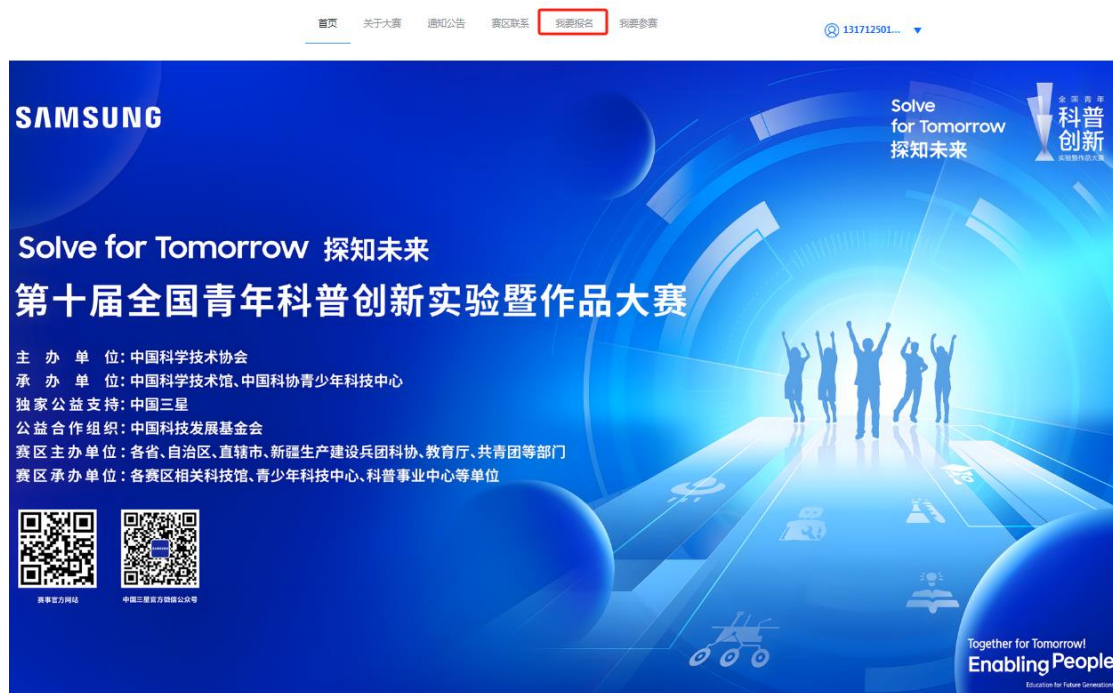 首页 关于大赛 通知公告 赛区联系 我要报名 我要参赛 131712501...
SAMSUNG
Solve
for Tomorrow
探知未来
全国青年
科普
创新
实验暨作品大赛
Solve for Tomorrow 探知未来
第十届全国青年科普创新实验暨作品大赛
主办单位:中国科学技术协会
承办单位:中国科学技术馆、中国科协青少年科技中心
独家公益支持:中国三星
公益合作组织:中国科技发展基金会
赛区主办单位:各省、自治区、直辖市、新疆生产建设兵团科协、教育厅、共青团等部门
赛区承办单位:各赛区相关科技馆、青少年科技中心、科普事业中心等单位
SAMSUNG
赛事官方网站 中国三星官方微信公众号
Together for Tomorrow!
Enabling People
Education for Future Generations